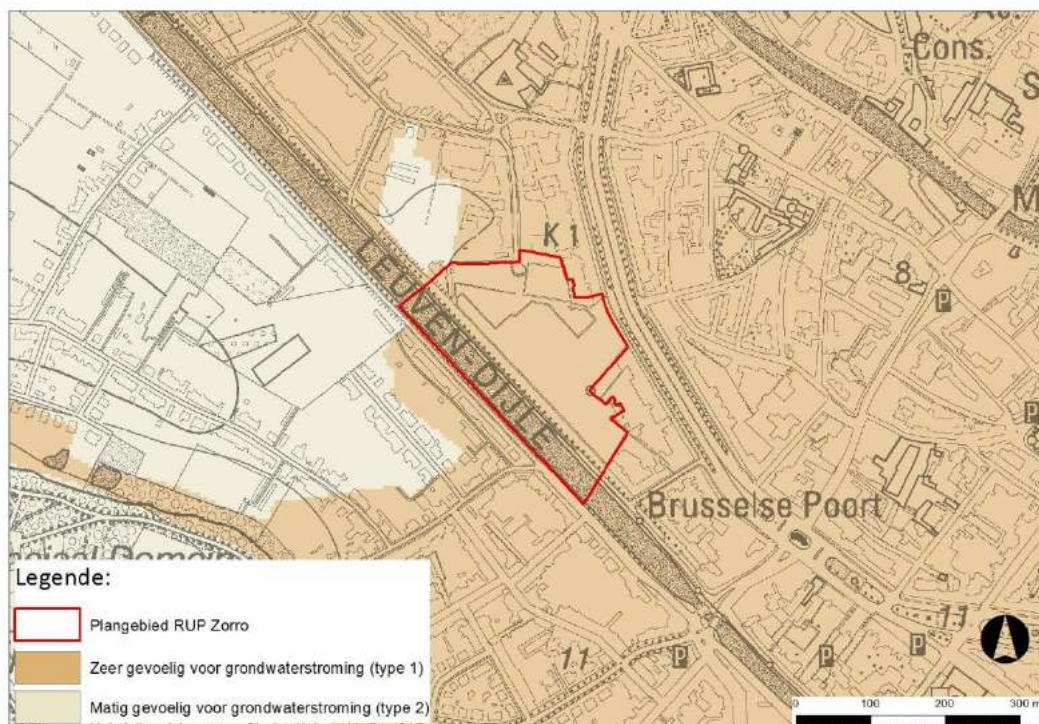 Cons.
K 1
8
P
M
LEUVEN-DIJLE
P
Brusselse Poort
11
11
P
P
P
Legende:
Plangebied RUP Zorro
Zeer gevoelig voor grondwaterstroming (type 1)
Matig gevoelig voor grondwaterstroming (type 2)
0 100 200 300 m